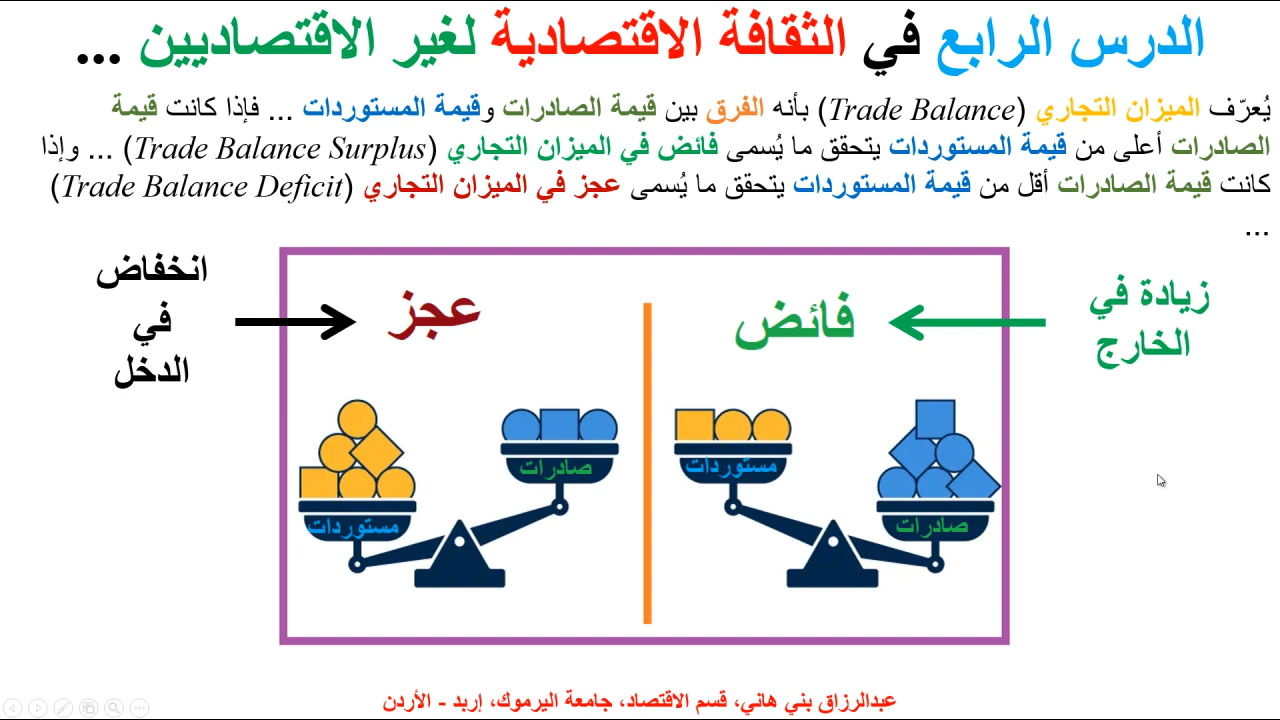 الدرس الرابع في الثقافة الاقتصادية لغير الاقتصاديين ...
يُعرّف الميزان التجاري (Trade Balance) بأنه الفرق بين قيمة الصادرات وقيمة المستوردات ... فإذا كانت قيمة
الصادرات أعلى من قيمة المستوردات يتحقق ما يُسمى فائض في الميزان التجاري (Trade Balance Surplus) ... وإذا
كانت قيمة الصادرات أقل من قيمة المستوردات يتحقق ما يُسمى عجز في الميزان التجاري (Trade Balance Deficit)
...
زيادة في
الخارج
فائض
مستوردات
صادرات
عجز
صادرات
مستوردات
انخفاض
في
الدخل
عبدالرزاق بني هاني، قسم الاقتصاد، جامعة اليرموك، إربد - الأردن